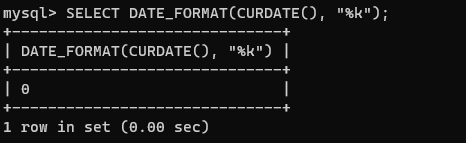 mysql> SELECT DATE_FORMAT(CURDATE(), "%k");
+------------------------------+
| DATE_FORMAT(CURDATE(), "%k") |
+------------------------------+
| 0                            |
+------------------------------+
1 row in set (0.00 sec)